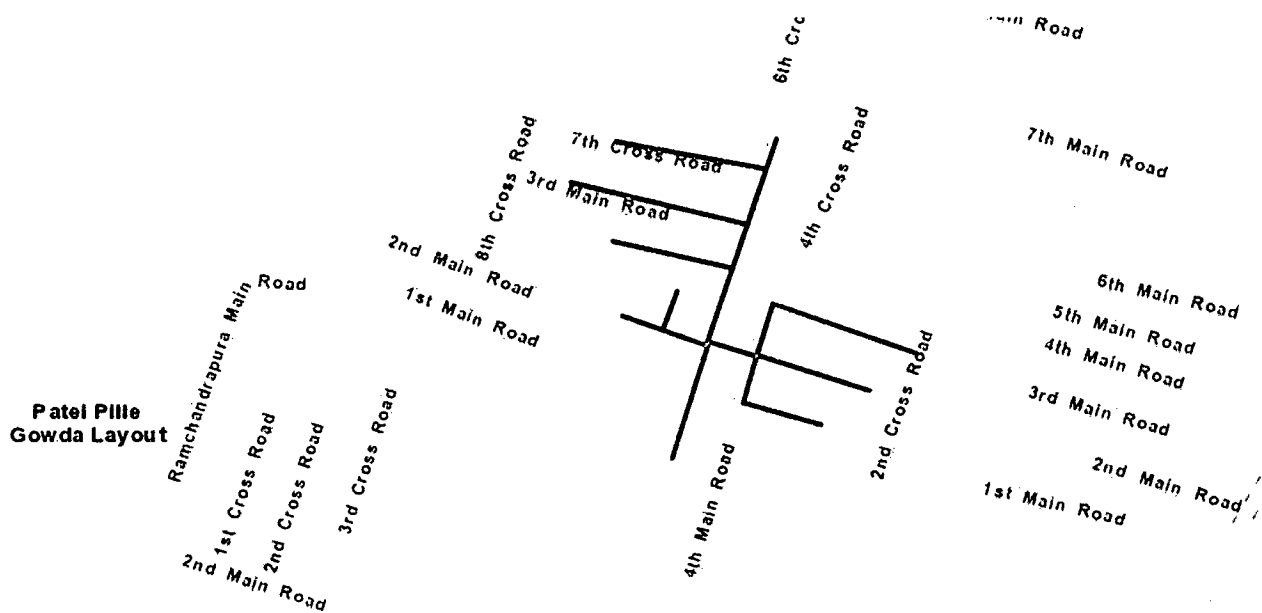 6th Cro
Main Road
7th Cross Road
8th Cross Road
4th Cross Road
7th Main Road
3rd Main Road
2nd Main Road
1st Main Road
Ramchandrapura Main Road
6th Main Road
5th Main Road
4th Main Road
2nd Cross Road
3rd Main Road
Patel Pille
Gowda Layout
1st Cross Road
2nd Cross Road
3rd Cross Road
4th Main Road
2nd Main Road
1st Main Road
2nd Main Road